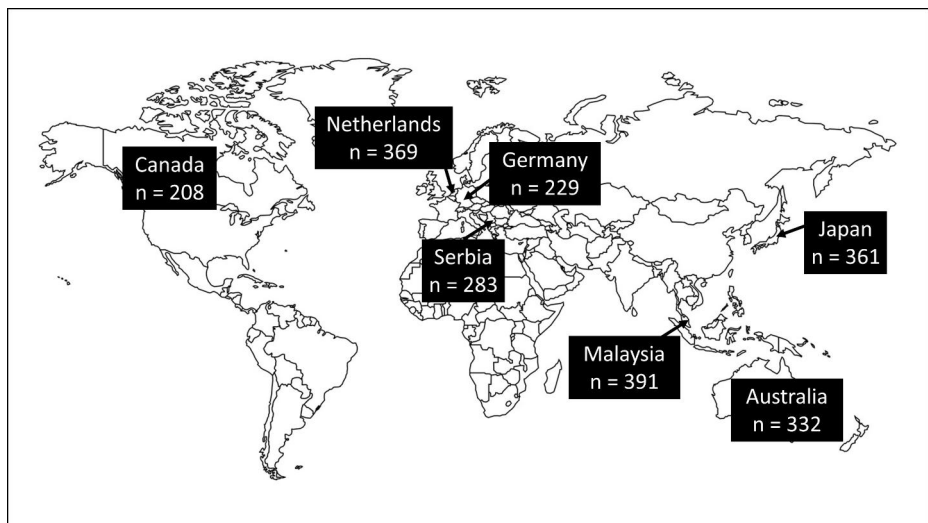 Netherlands
n = 369
Canada
n = 208
Germany
n = 229
Serbia
n = 283
Japan
n = 361
Malaysia
n = 391
Australia
n = 332